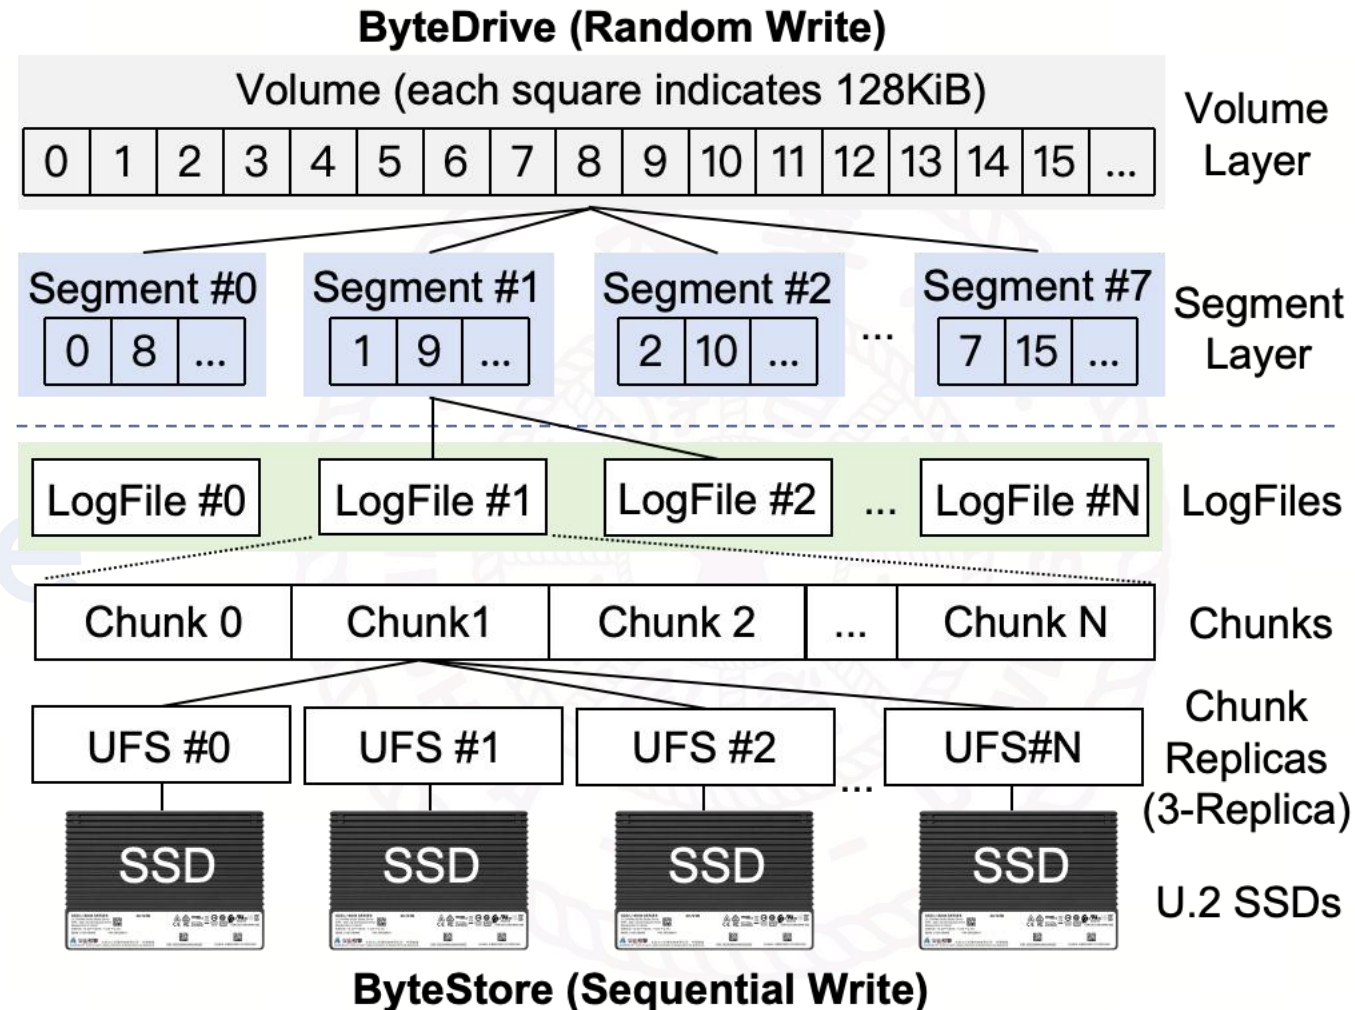 ByteDrive (Random Write)
Volume (each square indicates 128KiB)
0 1 2 3 4 5 6 7 8 9 10 11 12 13 14 15 ...
Volume
Layer
Segment #0 Segment #1 Segment #2 ... Segment #7
0 8 ... 1 9 ... 2 10 ... 7 15 ...
Segment
Layer
LogFile #0 LogFile #1 LogFile #2 ... LogFile #N LogFiles
Chunk 0 Chunk1 Chunk 2 ... Chunk N Chunks
UFS #0 UFS #1 UFS #2 ... UFS#N
Chunk
Replicas
(3-Replica)
SSD SSD SSD SSD
U.2 SSDs
ByteStore (Sequential Write)